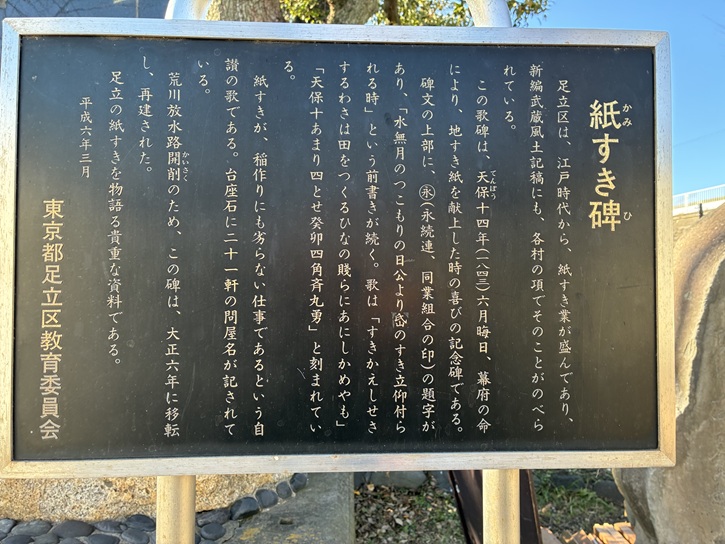 紙すき碑
かみ
ひ
足立区は、江戸時代から、紙すき業が盛んであり、
新編武蔵風土記稿にも、各村の項でそのことがのべら
れている。
この歌碑は、天保十四年(一八四三)六月晦日、幕府の命
てんぽう
により、地すき紙を献上した時の喜びの記念碑である。
碑文の上部に、㊍(永続連、同業組合の印)の題字が
あり、「水無月のつこもりの日公より帋のすき立仰付ら
れる時」という前書きが続く。歌は「すきかえしせさ
するわさは田をつくるひなの賤らにあにしかめやも」
「天保十あまり四とせ癸卯四角斉丸勇」と刻まれてい
る。
紙すきが、稲作りにも劣らない仕事であるという自
讃の歌である。台座石に二十一軒の問屋名が記されて
いる。
荒川放水路開削のため、この碑は、大正六年に移転
かいさく
し、再建された。
足立の紙すきを物語る貴重な資料である。
平成六年三月
東京都足立区教育委員会